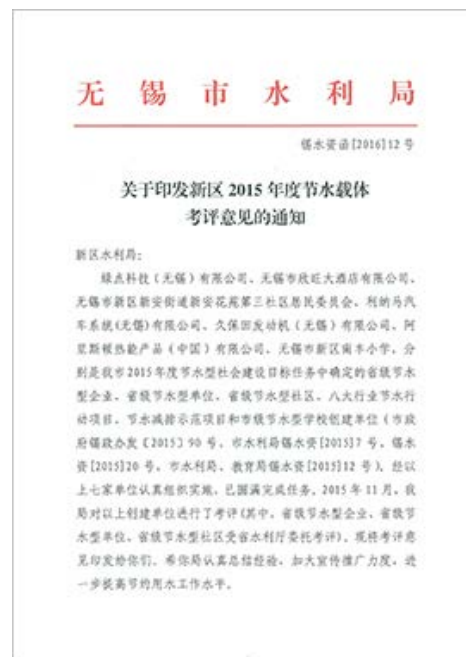 无锡市水利局
锡水资函[2016]12号
关于印发新区2015年度节水载体
考评意见的通知
新区水利局：
绿点科技（无锡）有限公司、无锡市欣旺大酒店有限公司、
无锡市新区新安街道新安花苑第三社区居民委员会、利纳马汽
车系统(无锡)有限公司、久保田发动机（无锡）有限公司、阿
里斯顿热能产品（中国）有限公司、无锡市新区南丰小学，分
别是我市2015年度节水型社会建设目标任务中确定的省级节水
型企业、省级节水型单位、省级节水型社区、八大行业节水行
动项目、节水减排示范项目和市级节水型学校创建单位（市政
府锡政办发〔2015〕90号、市水利局锡水资[2015]7号、锡水
资[2015]20号、市水利局、教育局锡水资[2015]12号）。经以
上七家单位认真组织实施，已圆满完成任务。2015年11月，我
局对以上创建单位进行了考评(其中，省级节水型企业、省级节
水型单位、省级节水型社区受省水利厅委托考评)。现将考评意
见印发给你们。希你局认真总结经验，加大宣传推广力度，进
一步提高节约用水工作水平。